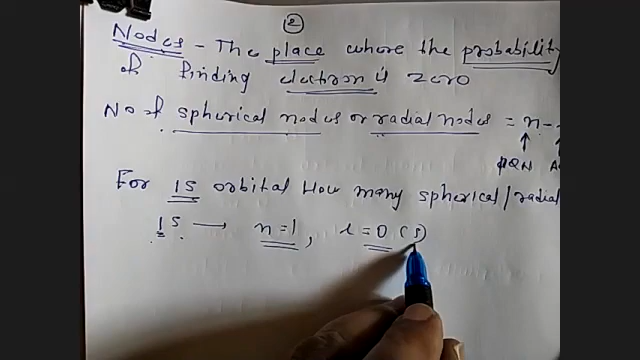 2
Nodes - The place where the probability
of finding electron is zero
No of spherical nodes or radial nodes = n -
PQN A
For 1s orbital How many spherical/radial
1s → n=1, l=0 (s)